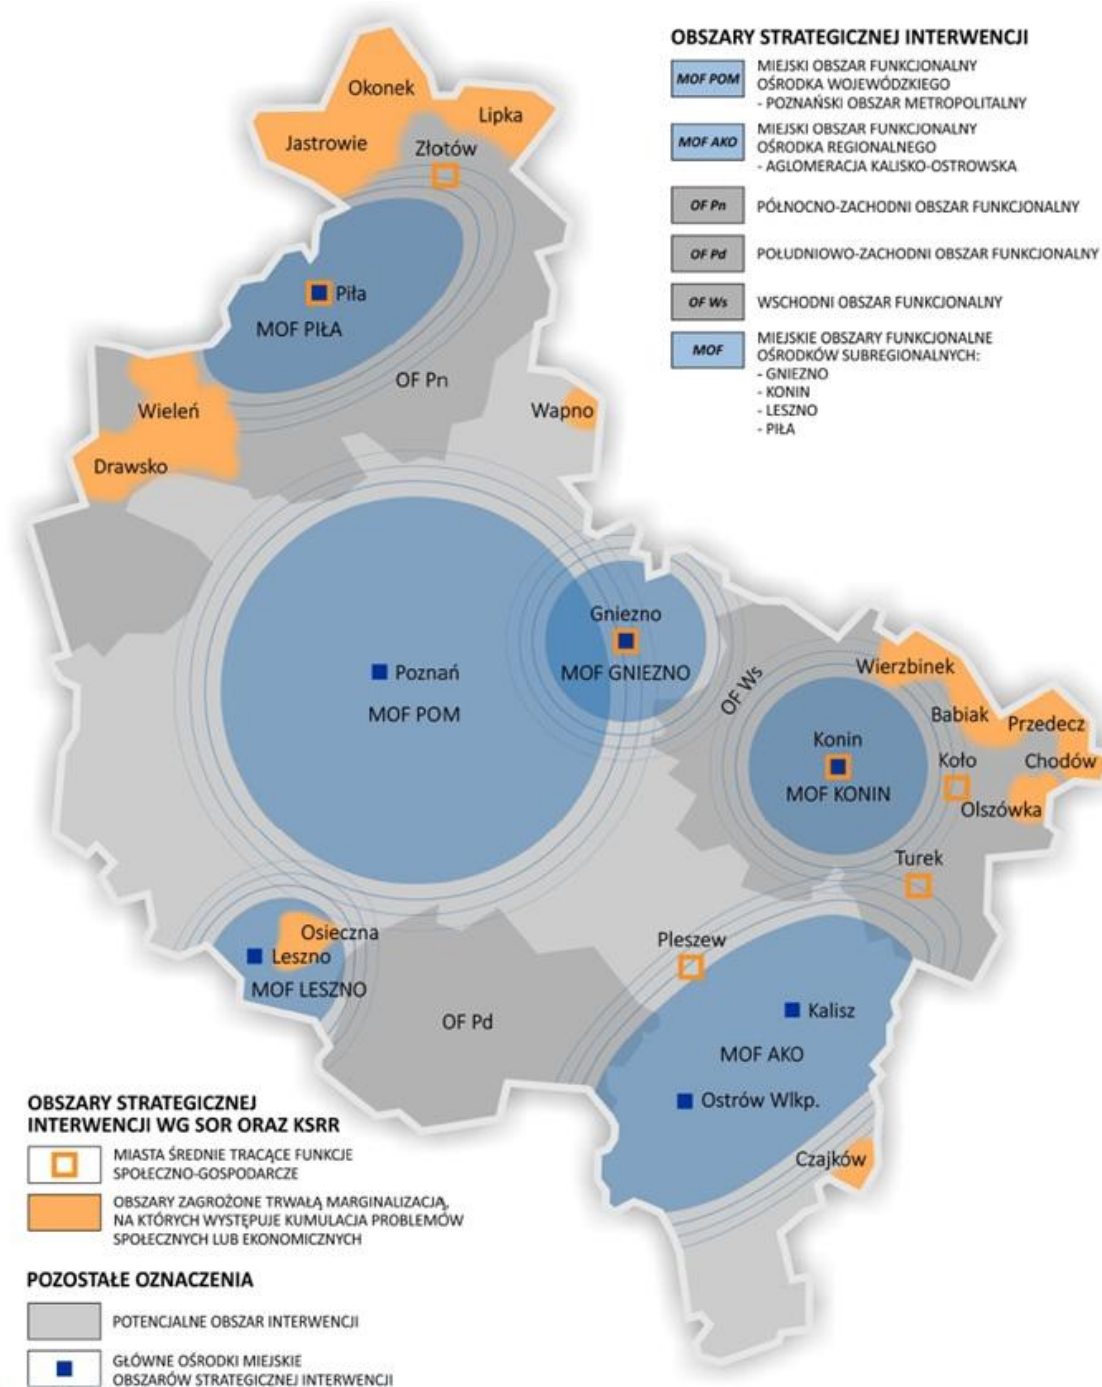 OBSZARY STRATEGICZNEJ INTERWENCJI
MOF POM
MIEJSKI OBSZAR FUNKCJONALNY
OŚRODKA WOJEWÓDZKIEGO
- POZNAŃSKI OBSZAR METROPOLITALNY
MOF AKO
MIEJSKI OBSZAR FUNKCJONALNY
OŚRODKA REGIONALNEGO
- AGLOMERACJA KALISKO-OSTROWSKA
OF Pn
PÓŁNOCNO-ZACHODNI OBSZAR FUNKCJONALNY
OF Pd
POŁUDNIOWO-ZACHODNI OBSZAR FUNKCJONALNY
OF Ws
WSCHODNI OBSZAR FUNKCJONALNY
MOF
MIEJSKIE OBSZARY FUNKCJONALNE
OŚRODKÓW SUBREGIONALNYCH:
- GNIEZNO
- KONIN
- LESZNO
- PIŁA
Okonek
Lipka
Jastrowie
Złotów
Piła
MOF PIŁA
OF Pn
Wieleń
Wapno
Drawsko
Gniezno
MOF GNIEZNO
Poznań
MOF POM
OF Ws
Wierzbinek
Babiak
Przedecz
Konin
MOF KONIN
Koło
Chodów
Olszówka
Turek
Osieczna
Leszno
MOF LESZNO
Pleszew
OF Pd
Kalisz
MOF AKO
Ostrów Wlkp.
Czajków
OBSZARY STRATEGICZNEJ
INTERWENCJI WG SOR ORAZ KSRR
MIASTA ŚREDNIE TRACĄCE FUNKCJE
SPOŁECZNO-GOSPODARCZE
OBSZARY ZAGROŻONE TRWAŁĄ MARGINALIZACJĄ,
NA KTÓRYCH WYSTĘPUJE KUMULACJA PROBLEMÓW
SPOŁECZNYCH LUB EKONOMICZNYCH
POZOSTAŁE OZNACZENIA
POTENCJALNE OBSZAR INTERWENCJI
GŁÓWNE OŚRODKI MIEJSKIE
OBSZARÓW STRATEGICZNEJ INTERWENCJI